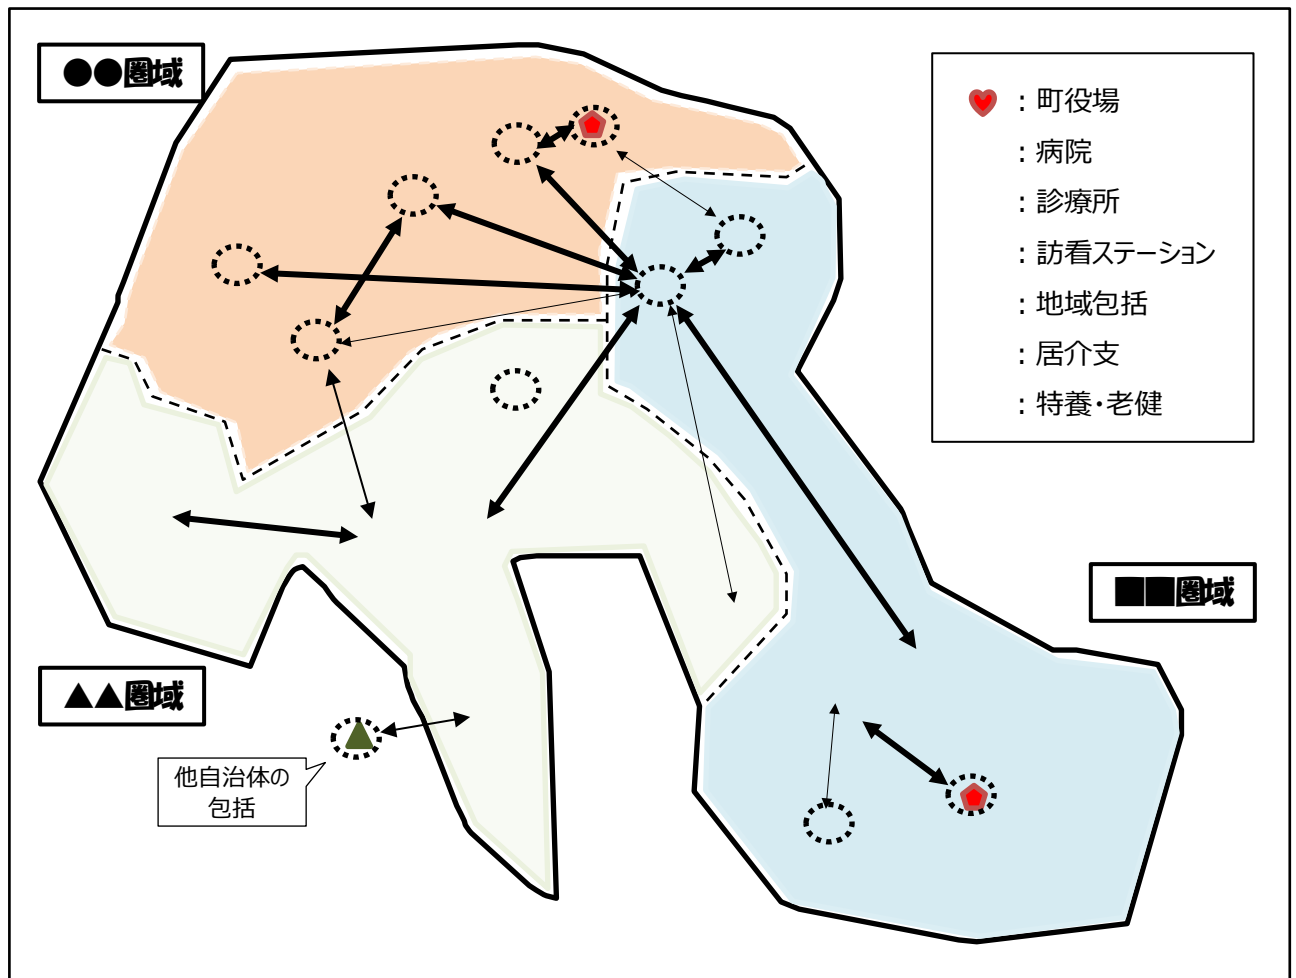 ●●圏域
：町役場
：病院
：診療所
：訪看ステーション
：地域包括
：居介支
：特養・老健
■■圏域
▲▲圏域
他自治体の
包括